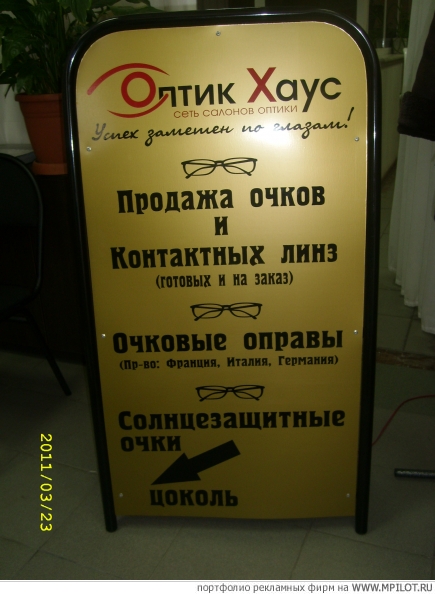 Оптик Хаус
сеть салонов оптики
Успех заметен по глазам!
Продажа очков
и
Контактных линз
(готовых и на заказ)
Очковые оправы
(Пр-во: Франция, Италия, Германия)
Солнцезащитные
очки
цоколь
2011/03/23
портфолио рекламных фирм на WWW.MPILOT.RU